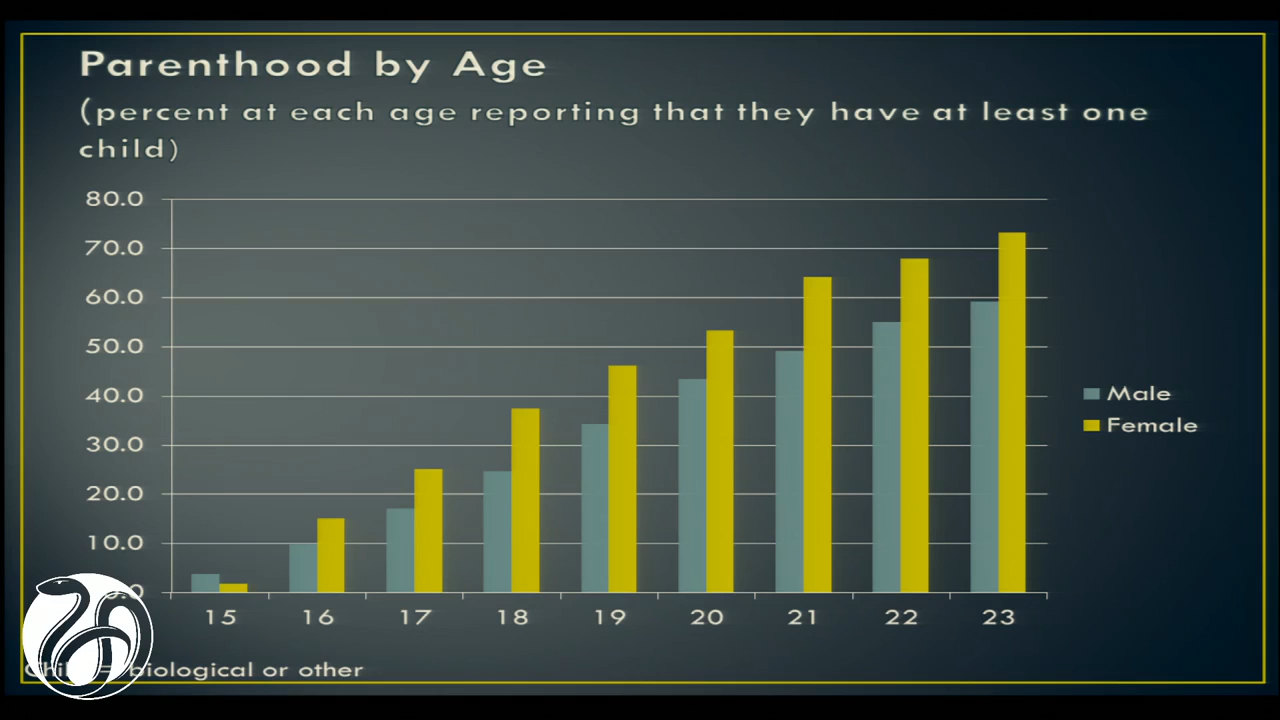 Parenthood by Age
(percent at each age reporting that they have at least one
child)
80.0
70.0
60.0
50.0
40.0
30.0
20.0
10.0
Male
Female
15 16 17 18 19 20 21 22 23
= biological or other